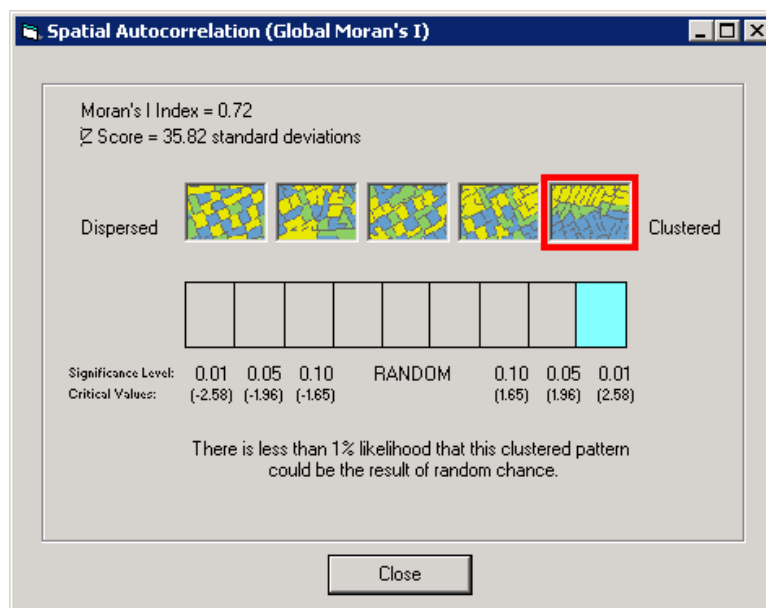 Spatial Autocorrelation (Global Moran's I)
Moran's I Index = 0.72
Z Score = 35.82 standard deviations
Dispersed
Clustered
Significance Level: 0.01 0.05 0.10 RANDOM 0.10 0.05 0.01
Critical Values: (-2.58) (-1.96) (-1.65) (1.65) (1.96) (2.58)
There is less than 1% likelihood that this clustered pattern
could be the result of random chance.
Close